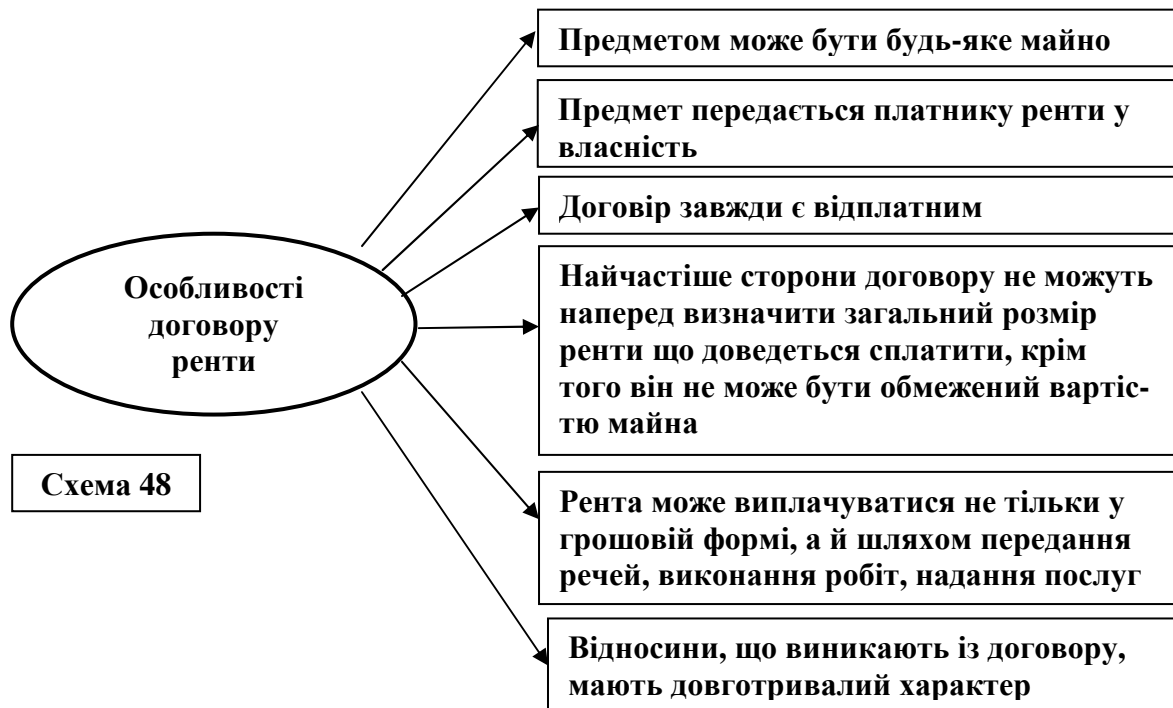 Предметом може бути будь-яке майно
Предмет передається платнику ренти у
власність
Договір завжди є відплатним
Найчастіше сторони договору не можуть
наперед визначити загальний розмір
ренти що доведеться сплатити, крім
того він не може бути обмежений вартіс-
тю майна
Рента може виплачуватися не тільки у
грошовій формі, а й шляхом передання
речей, виконання робіт, надання послуг
Відносини, що виникають із договору,
мають довготривалий характер
Особливості
договору
ренти
Схема 48